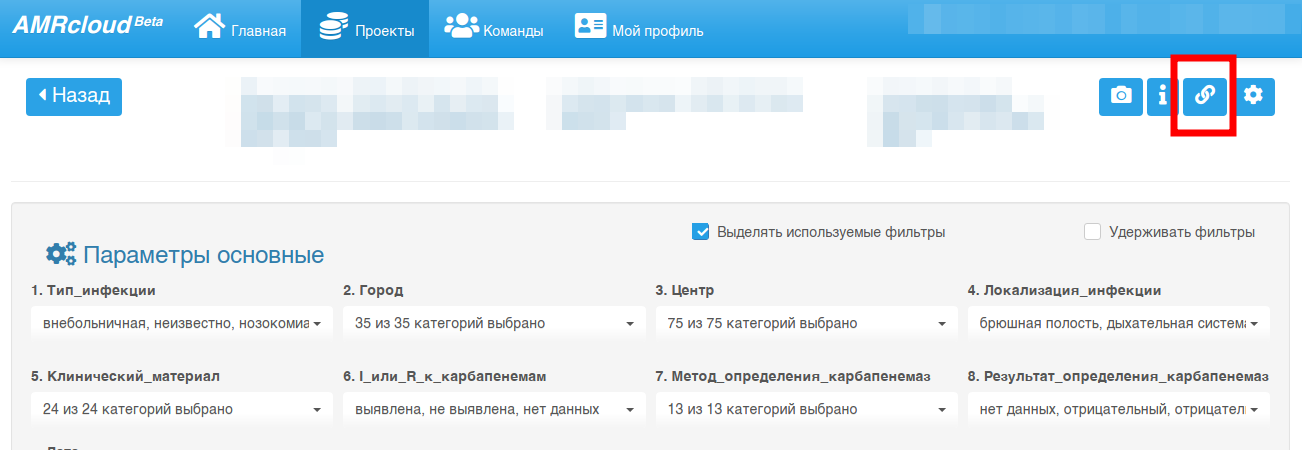 AMRcloud Beta Главная Проекты Команды Мой профиль
Назад
Выделять используемые фильтры Удерживать фильтры
Параметры основные
1. Тип_инфекции 2. Город 3. Центр 4. Локализация_инфекции
внебольничная, неизвестно, нозокомиа 35 из 35 категорий выбрано 75 из 75 категорий выбрано брюшная полость, дыхательная система
5. Клинический_материал 6. I_или_R_к_карбапенемам 7. Метод_определения_карбапенемаз 8. Результат_определения_карбапенемаз
24 из 24 категорий выбрано выявлена, не выявлена, нет данных 13 из 13 категорий выбрано нет данных, отрицательный, отрицател